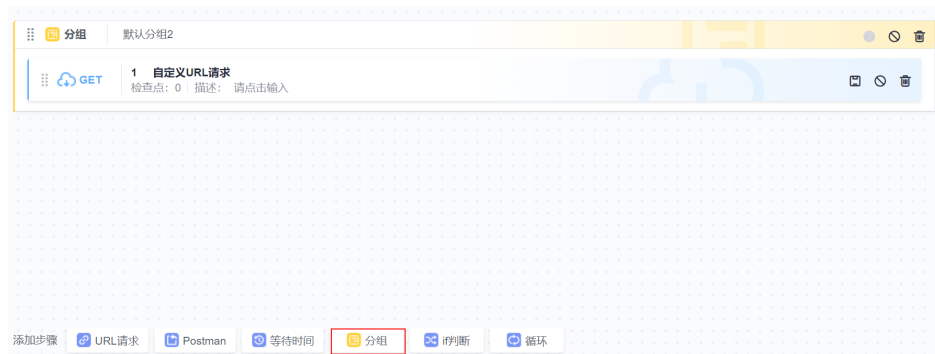 分组 默认分组2
GET 1 自定义URL请求
检查点：0 描述： 请点击输入
添加步骤 URL请求 Postman 等待时间 分组 if判断 循环